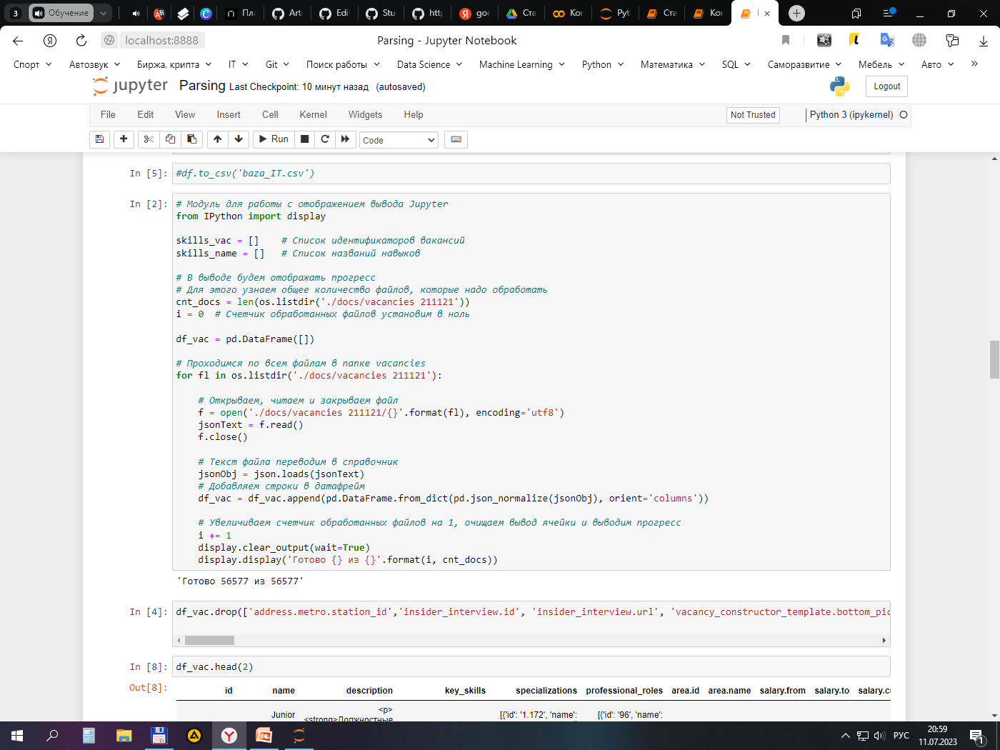 3
Обучение
Пла
Arte
Edi
Stu
http
goo
Ста
Kor
Pyt
Ста
Kor
localhost:8888
Parsing - Jupyter Notebook
Спорт
Автозвук
Биржа, крипта
IT
Git
Поиск работы
Data Science
Machine Learning
Python
Математика
SQL
Саморазвитие
Мебель
Авто
»
jupyter
Parsing Last Checkpoint: 10 минут назад (autosaved)
Logout
File
Edit
View
Insert
Cell
Kernel
Widgets
Help
Not Trusted
Python 3 (ipykernel)
Run
Code
In [5]: #df.to_csv('baza_IT.csv')
In [2]: # Модуль для работы с отображением вывода Jupyter
from IPython import display
skills_vac = [] # Список идентификаторов вакансий
skills_name = [] # Список названий навыков
# В выводе будем отображать прогресс
# Для этого узнаем общее количество файлов, которые надо обработать
cnt_docs = len(os.listdir('./docs/vacancies 211121'))
i = 0 # Счетчик обработанных файлов установим в ноль
df_vac = pd.DataFrame([])
# Проходимся по всем файлам в папке vacancies
for fl in os.listdir('./docs/vacancies 211121'):
# Открываем, читаем и закрываем файл
f = open('./docs/vacancies 211121/{}'.format(fl), encoding='utf8')
jsonText = f.read()
f.close()
# Текст файла переводим в справочник
jsonObj = json.loads(jsonText)
# Добавляем строки в датафрейм
df_vac = df_vac.append(pd.DataFrame.from_dict(pd.json_normalize(jsonObj), orient='columns'))
# Увеличиваем счетчик обработанных файлов на 1, очищаем вывод ячейки и выводим прогресс
i += 1
display.clear_output(wait=True)
display.display('Готово {} из {}'.format(i, cnt_docs))
'Готово 56577 из 56577'
In [4]: df_vac.drop(['address.metro.station_id','insider_interview.id', 'insider_interview.url', 'vacancy_constructor_template.bottom_pic
In [8]: df_vac.head(2)
Out[8]:
id name description key_skills specializations professional_roles area.id area.name salary.from salary.to salary.cu
<p>
Junior <strong>Должностные [{'id': '1.172', 'name': [{'id': '96', 'name':
РУС
20:59
11.07.2023
1